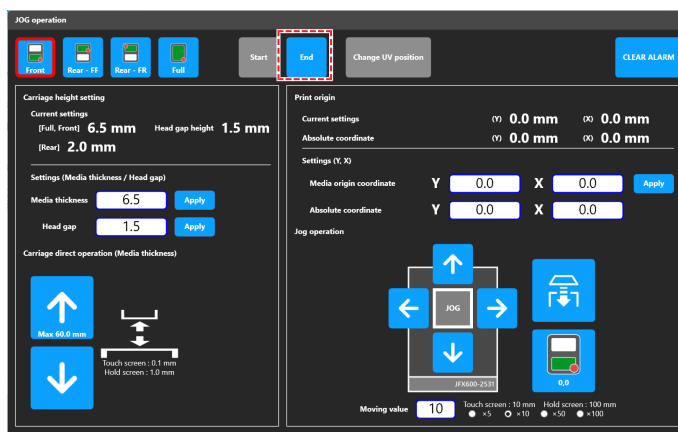 JOG operation
Front
Rear - FF
Rear - FR
Full
Start
End
Change UV position
CLEAR ALARM
Carriage height setting
Current settings
[Full, Front] 6.5 mm Head gap height 1.5 mm
[Rear] 2.0 mm
Settings (Media thickness / Head gap)
Media thickness 6.5 Apply
Head gap 1.5 Apply
Carriage direct operation (Media thickness)
Max 60.0 mm
Touch screen : 0.1 mm
Hold screen : 1.0 mm
Print origin
Current settings (Y) 0.0 mm (X) 0.0 mm
Absolute coordinate (Y) 0.0 mm (X) 0.0 mm
Settings (Y, X)
Media origin coordinate Y 0.0 X 0.0 Apply
Absolute coordinate Y 0.0 X 0.0
Jog operation
JOG
JFX600-2531
0,0
Moving value 10 Touch screen : 10 mm Hold screen : 100 mm
×5 ×10 ×50 ×100